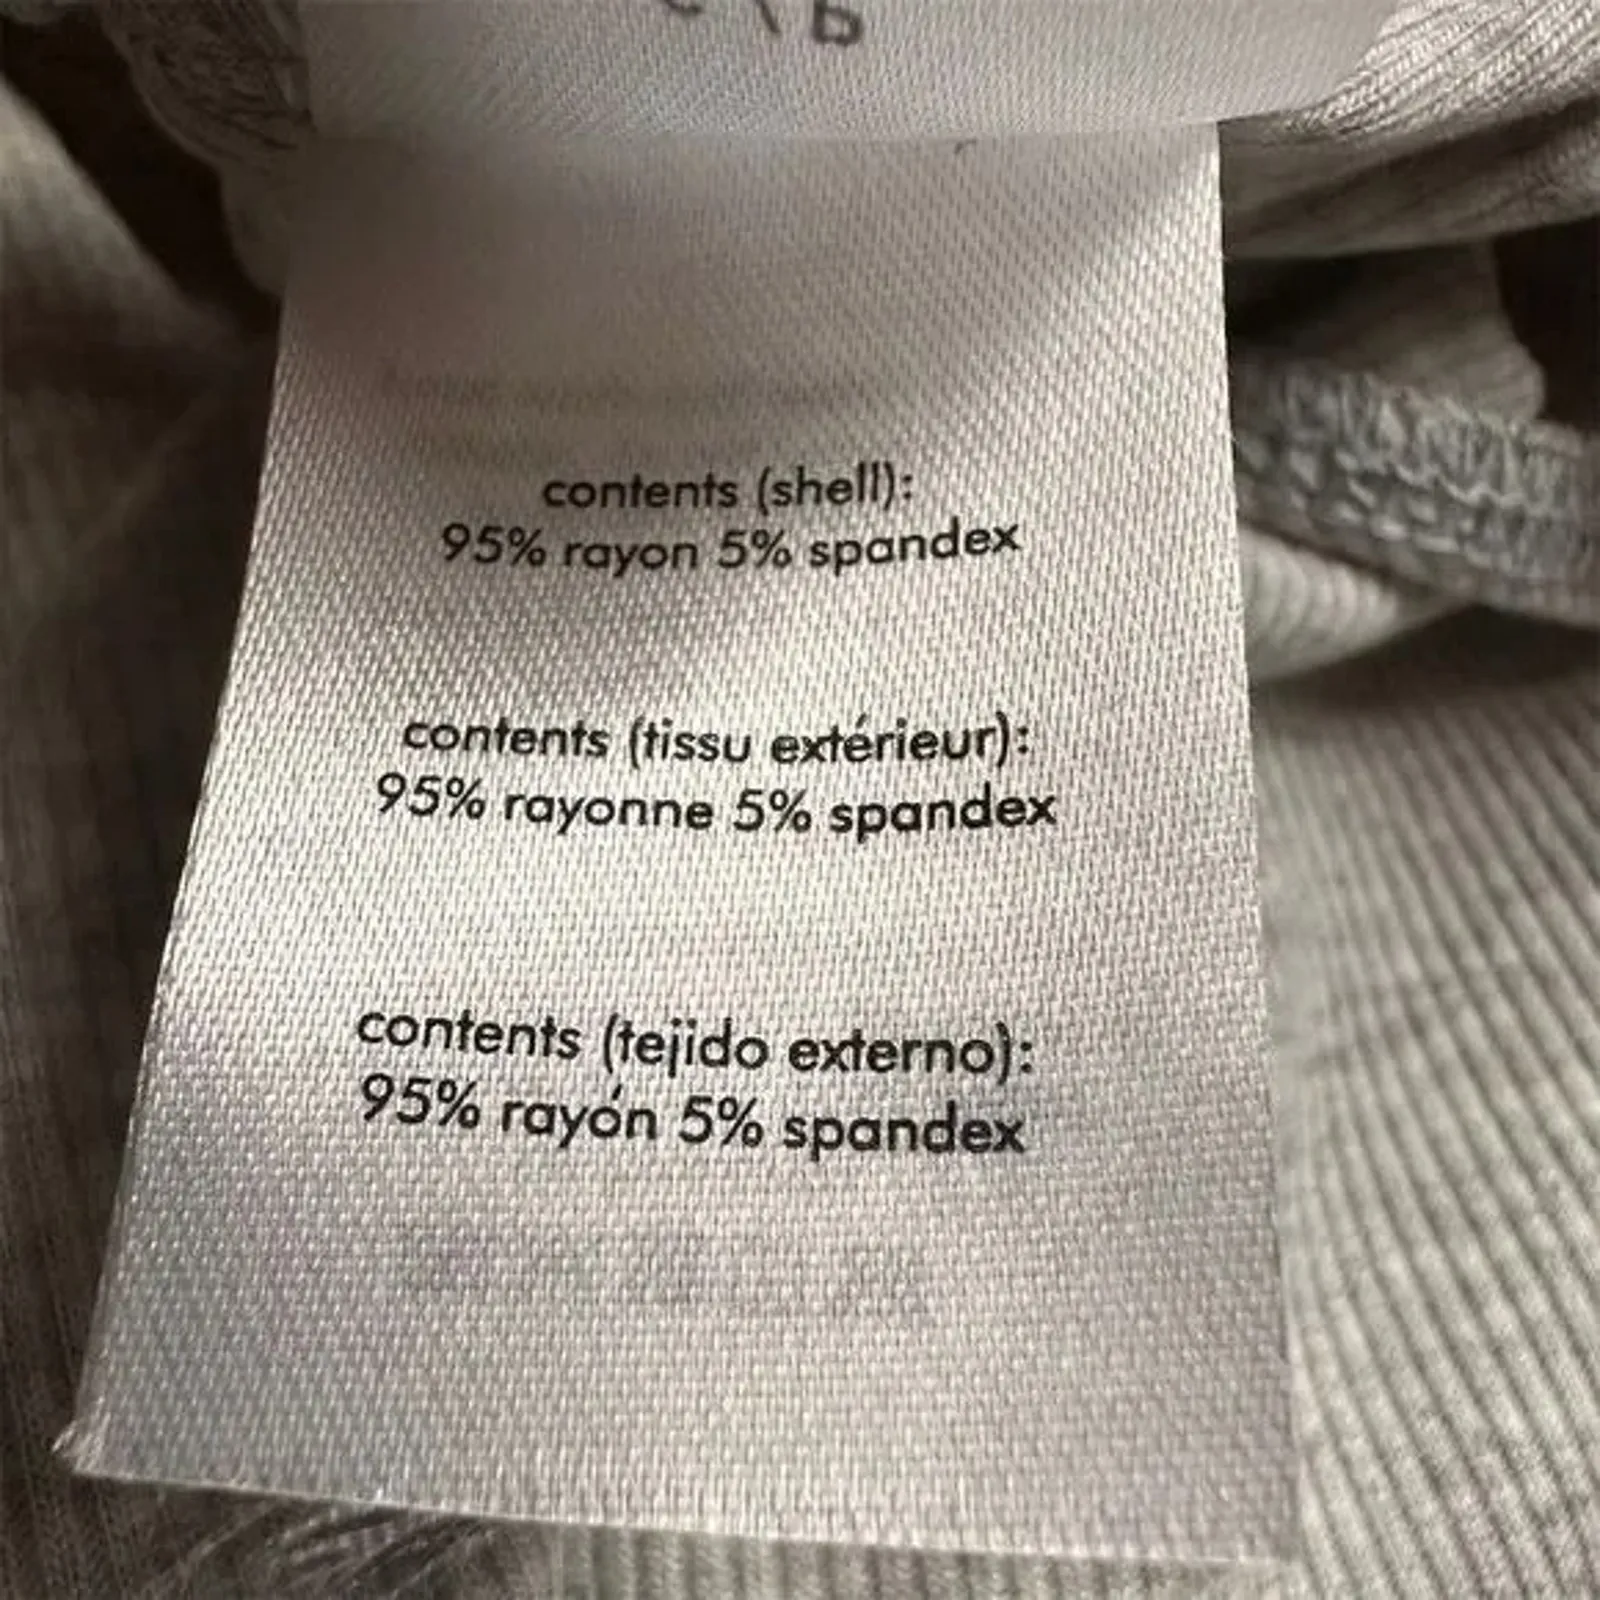 contents (shell):
95% rayon 5% spandex
contents (tissu extérieur):
95% rayonne 5% spandex
contents (tejido externo):
95% rayón 5% spandex